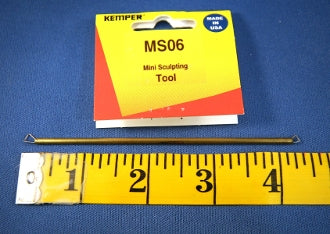 KEMPER
MADE IN
USA
MS06
Mini Sculpting
Tool
1 2 3 4